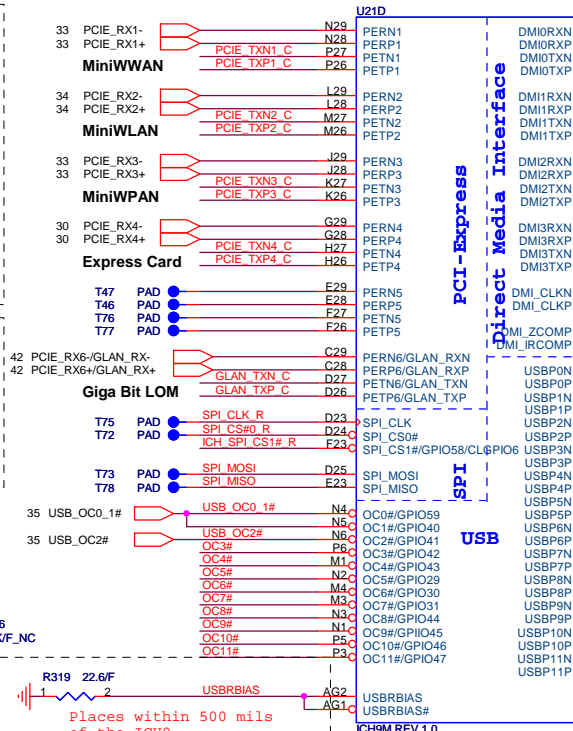 U21D
33 PCIE_RX1- N29 PERN1 DMI0RXN
33 PCIE_RX1+ N28 PERP1 DMI0RXP
PCIE_TXN1_C P27 PETN1 DMI0TXN
MiniWWAN PCIE_TXP1_C P26 PETP1 DMI0TXP
34 PCIE_RX2- L29 PERN2 DMI1RXN
34 PCIE_RX2+ L28 PERP2 DMI1RXP
PCIE_TXN2_C M27 PETN2 DMI1TXN
MiniWLAN PCIE_TXP2_C M26 PETP2 DMI1TXP
33 PCIE_RX3- J29 PERN3 DMI2RXN
33 PCIE_RX3+ J28 PERP3 DMI2RXP
PCIE_TXN3_C K27 PETN3 DMI2TXN
MiniWPAN PCIE_TXP3_C K26 PETP3 DMI2TXP
30 PCIE_RX4- G29 PERN4 DMI3RXN
30 PCIE_RX4+ G28 PERP4 DMI3RXP
PCIE_TXN4_C H27 PETN4 DMI3TXN
Express Card PCIE_TXP4_C H26 PETP4 DMI3TXP
PCI-Express
Direct Media Interface
T47 PAD E29 PERN5 DMI_CLKN
T46 PAD E28 PERP5 DMI_CLKP
T76 PAD F27 PETN5
T77 PAD F26 PETP5 DMI_ZCOMP
DMI_IRCOMP
42 PCIE_RX6-/GLAN_RX- C29 PERN6/GLAN_RXN
42 PCIE_RX6+/GLAN_RX+ C28 PERP6/GLAN_RXP USBP0N
GLAN_TXN_C D27 PETN6/GLAN_TXN USBP0P
Giga Bit LOM GLAN_TXP_C D26 PETP6/GLAN_TXP USBP1N
USBP1P
T75 PAD SPI_CLK_R D23 SPI_CLK USBP2N
T72 PAD SPI_CS#0_R D24 SPI_CS0# USBP2P
ICH_SPI_CS1#_R F23 SPI_CS1#/GPIO58/CLGPIO6 USBP3N
USBP3P
T73 PAD SPI_MOSI D25 SPI_MOSI USBP4N
T78 PAD SPI_MISO E23 SPI_MISO USBP4P
SPI
USBP5N
35 USB_OC0_1# USB_OC0_1# N4 OC0#/GPIO59 USBP5P
N5 OC1#/GPIO40 USBP6N
35 USB_OC2# USB_OC2# N6 OC2#/GPIO41 USBP6P
USB
OC3# P6 OC3#/GPIO42 USBP7N
OC4# M1 OC4#/GPIO43 USBP7P
OC5# N2 OC5#/GPIO29 USBP8N
OC6# M4 OC6#/GPIO30 USBP8P
OC7# M3 OC7#/GPIO31 USBP9N
OC8# N3 OC8#/GPIO44 USBP9P
OC9# N1 OC9#/GPIIO45 USBP10N
OC10# P5 OC10#/GPIO46 USBP10P
OC11# P3 OC11#/GPIO47 USBP11N
USBP11P
6
/F_NC
R319 22.6/F
1 2 USBRBIAS AG2 USBRBIAS
AG1 USBRBIAS#
Places within 500 mils
of the ICH9
ICH9M REV 1.0